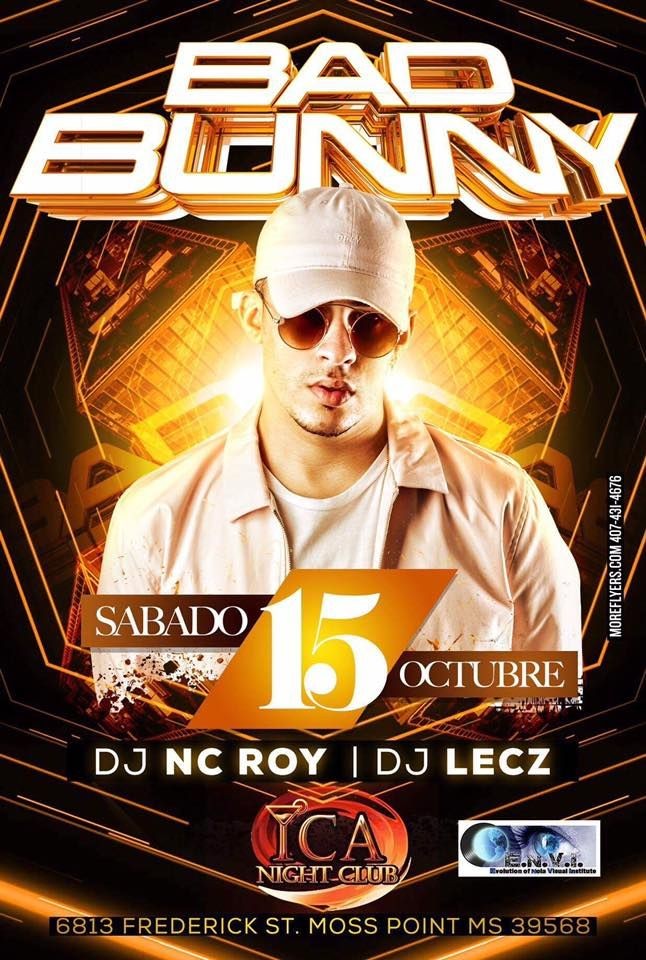 BAD
BUNNY
SABADO 15 OCTUBRE
MOREFLYERS.COM 407-431-4676
DJ NC ROY | DJ LECZ
ICA
NIGHT CLUB
E.N.V.I.
Evolution of Nola Visual Institute
6813 FREDERICK ST. MOSS POINT MS 39568